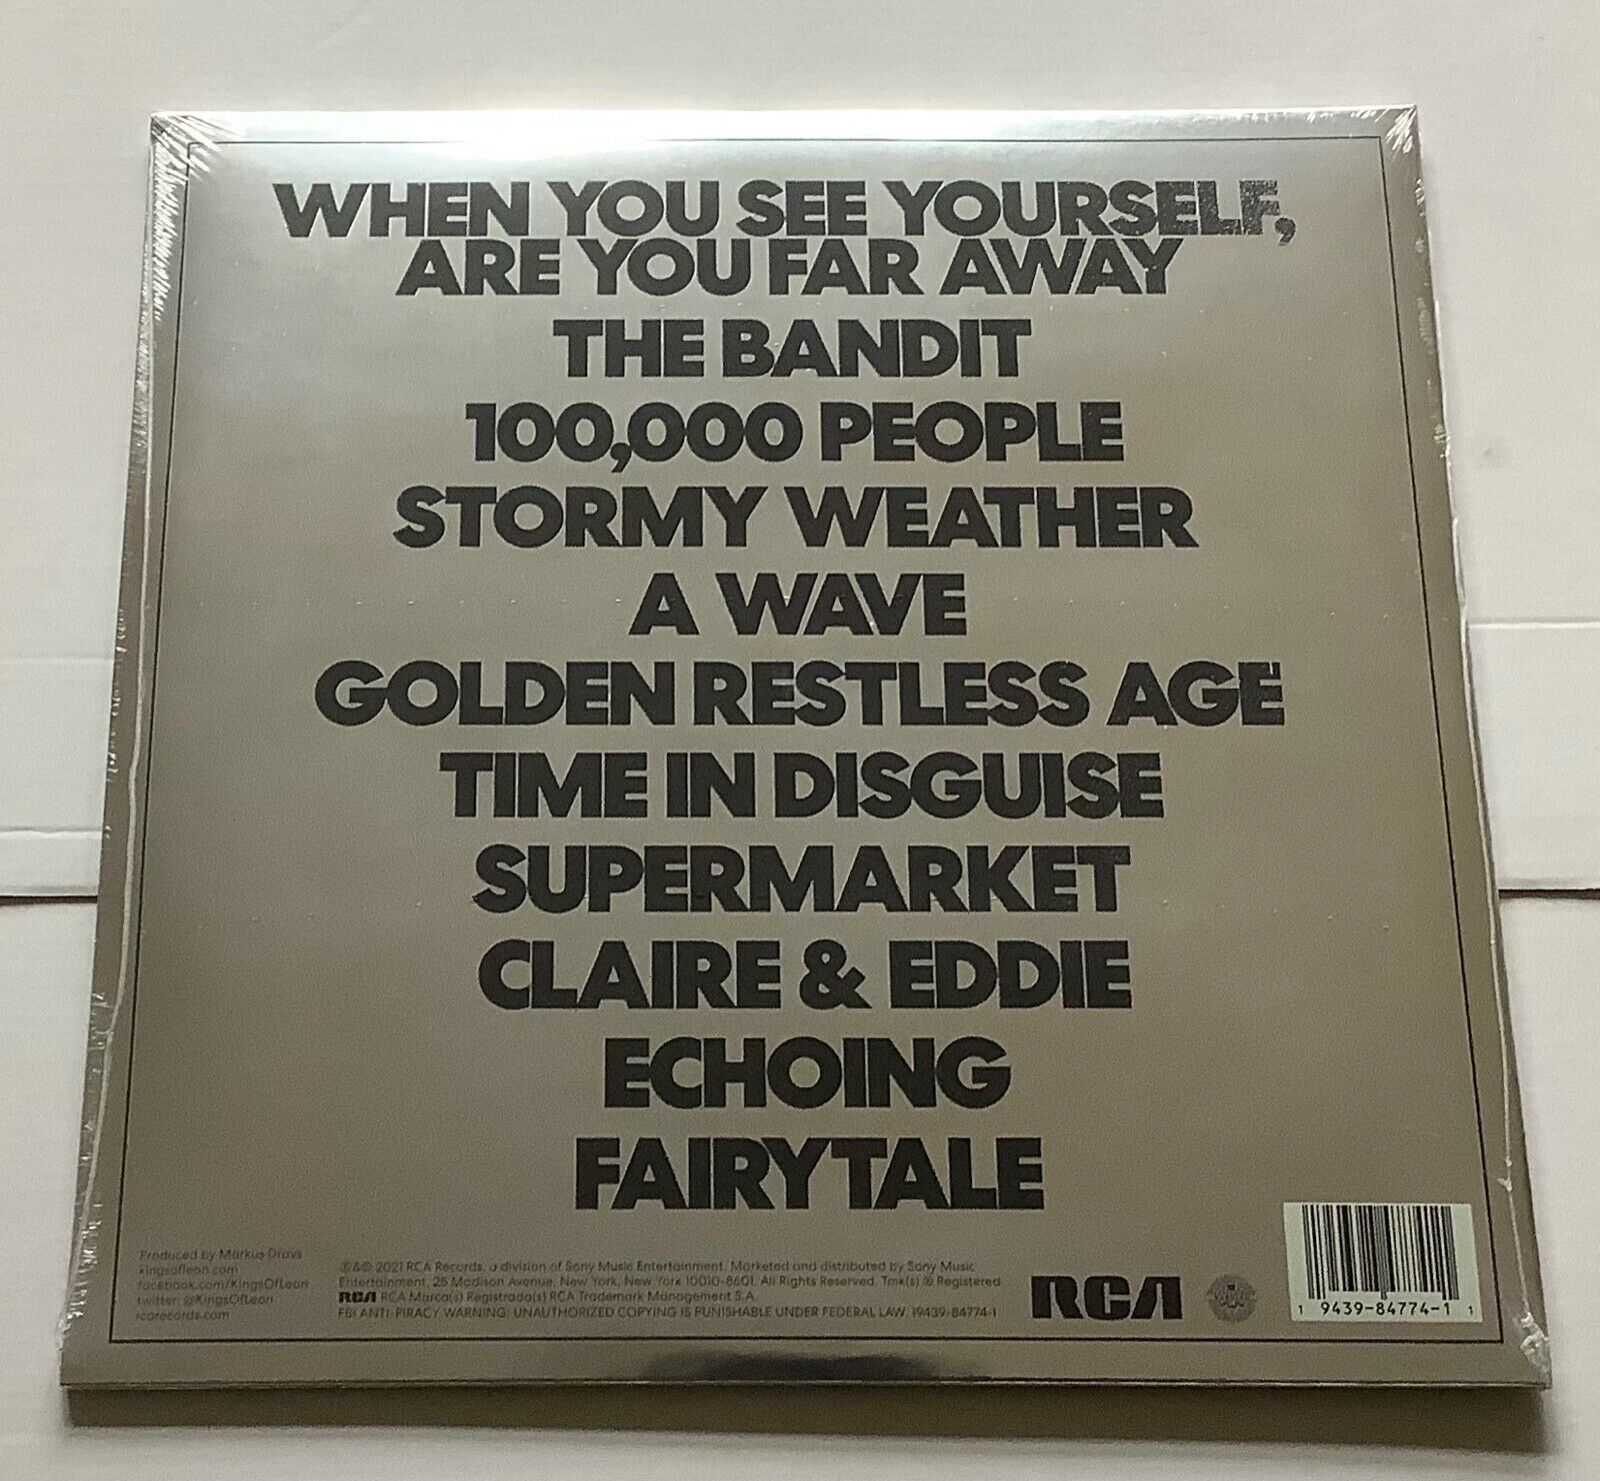 WHEN YOU SEE YOURSELF,
ARE YOU FAR AWAY
THE BANDIT
100,000 PEOPLE
STORMY WEATHER
A WAVE
GOLDEN RESTLESS AGE
TIME IN DISGUISE
SUPERMARKET
CLAIRE & EDDIE
ECHOING
FAIRYTALE
Produced by Markus Dravs
kingsofleon.com
facebook.com/KingsOfLeon
twitter: @KingsOfLeon
rcarecords.com
℗&© 2021 RCA Records, a division of Sony Music Entertainment. Marketed and distributed by Sony Music
Entertainment, 25 Madison Avenue, New York, New York 10010-8601. All Rights Reserved. Tmk(s) ® Registered
RCA RCA Marca(s) Registrada(s) RCA Trademark Management S.A.
FBI ANTI-PIRACY WARNING: UNAUTHORIZED COPYING IS PUNISHABLE UNDER FEDERAL LAW. 19439-84774-1
RCA
1 9439-84774-1 1